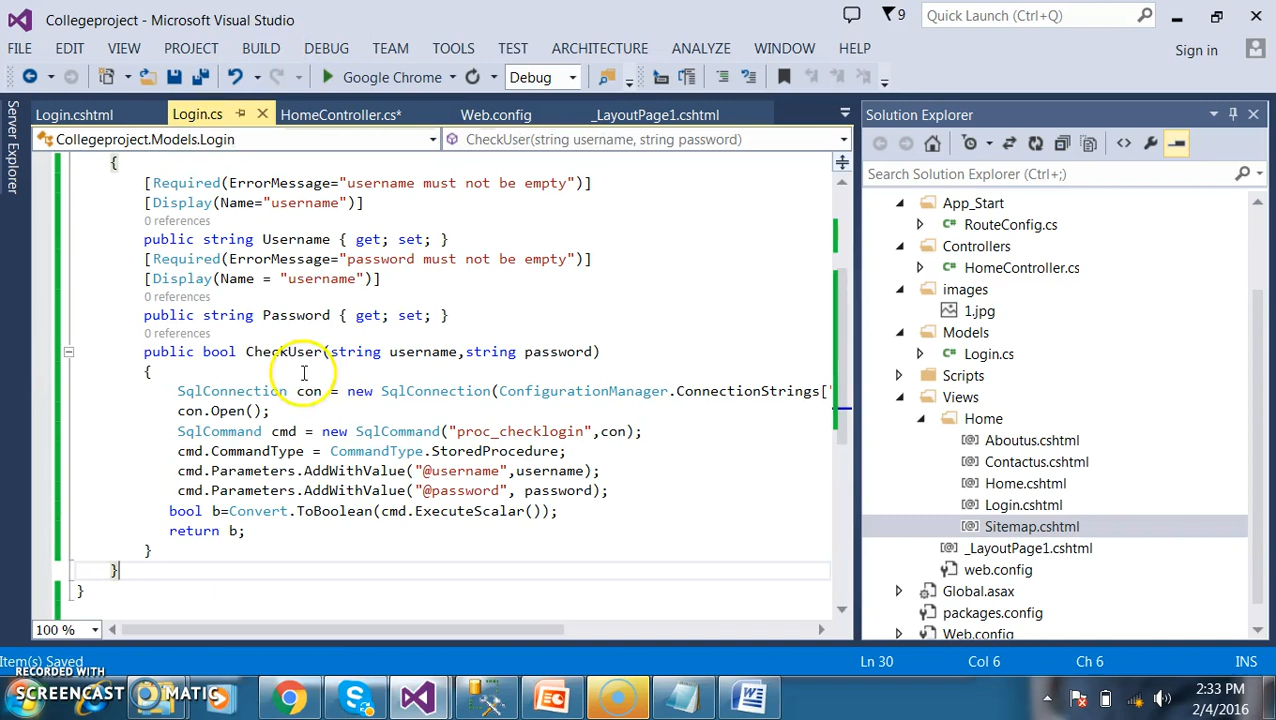 Collegeproject - Microsoft Visual Studio
9
Quick Launch (Ctrl+Q)
FILE EDIT VIEW PROJECT BUILD DEBUG TEAM TOOLS TEST ARCHITECTURE ANALYZE WINDOW HELP
Sign in
Google Chrome
Debug
Server Explorer
Login.cshtml
Login.cs
HomeController.cs*
Web.config
_LayoutPage1.cshtml
Collegeproject.Models.Login
CheckUser(string username, string password)
{
[Required(ErrorMessage="username must not be empty")]
[Display(Name="username")]
0 references
public string Username { get; set; }
[Required(ErrorMessage="password must not be empty")]
[Display(Name = "username")]
0 references
public string Password { get; set; }
0 references
public bool CheckUser(string username,string password)
{
SqlConnection con = new SqlConnection(ConfigurationManager.ConnectionStrings["
con.Open();
SqlCommand cmd = new SqlCommand("proc_checklogin",con);
cmd.CommandType = CommandType.StoredProcedure;
cmd.Parameters.AddWithValue("@username",username);
cmd.Parameters.AddWithValue("@password", password);
bool b=Convert.ToBoolean(cmd.ExecuteScalar());
return b;
}
}
}
100 %
Solution Explorer
Search Solution Explorer (Ctrl+;)
App_Start
RouteConfig.cs
Controllers
HomeController.cs
images
1.jpg
Models
Login.cs
Scripts
Views
Home
Aboutus.cshtml
Contactus.cshtml
Home.cshtml
Login.cshtml
Sitemap.cshtml
_LayoutPage1.cshtml
web.config
Global.asax
packages.config
Web.config
Item(s) Saved
Ln 30
Col 6
Ch 6
INS
RECORDED WITH
SCREENCAST MATIC
2:33 PM
2/4/2016